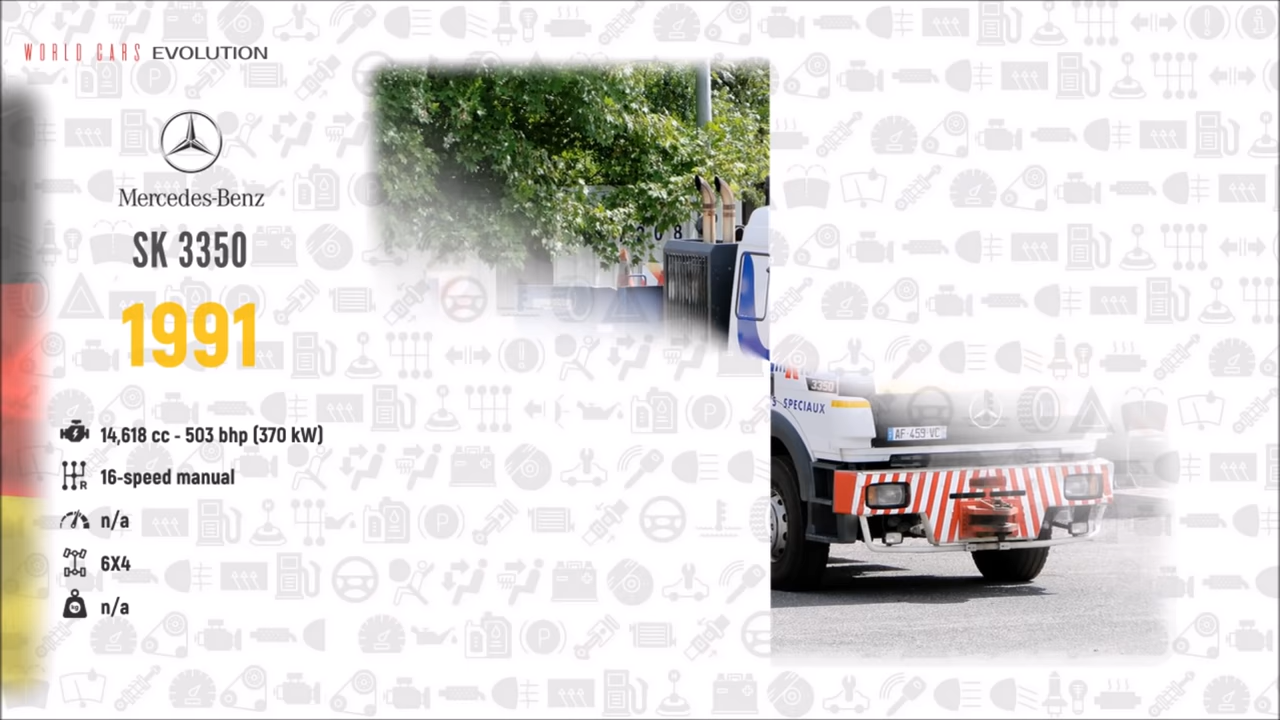 WORLD CARS EVOLUTION
Mercedes-Benz
SK 3350
1991
14,618 cc - 503 bhp (370 kW)
16-speed manual
n/a
6X4
n/a
3350
SPECIAUX
AF-459-VC